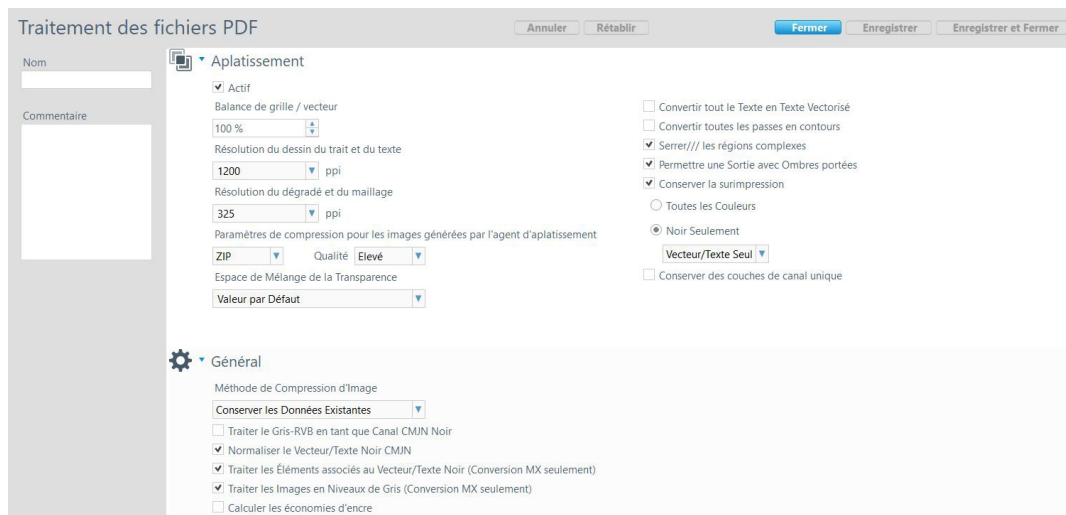 Traitement des fichiers PDF
Annuler
Rétablir
Fermer
Enregistrer
Enregistrer et Fermer
Nom
Commentaire
Aplatissement
Actif
Balance de grille / vecteur
100 %
Résolution du dessin du trait et du texte
1200 ppi
Résolution du dégradé et du maillage
325 ppi
Paramètres de compression pour les images générées par l'agent d'aplatissement
ZIP Qualité Elevé
Espace de Mélange de la Transparence
Valeur par Défaut
Convertir tout le Texte en Texte Vectorisé
Convertir toutes les passes en contours
Serrer/// les régions complexes
Permettre une Sortie avec Ombres portées
Conserver la surimpression
Toutes les Couleurs
Noir Seulement
Vecteur/Texte Seul
Conserver des couches de canal unique
Général
Méthode de Compression d'Image
Conserver les Données Existantes
Traiter le Gris-RVB en tant que Canal CMJN Noir
Normaliser le Vecteur/Texte Noir CMJN
Traiter les Éléments associés au Vecteur/Texte Noir (Conversion MX seulement)
Traiter les Images en Niveaux de Gris (Conversion MX seulement)
Calculer les économies d'encre